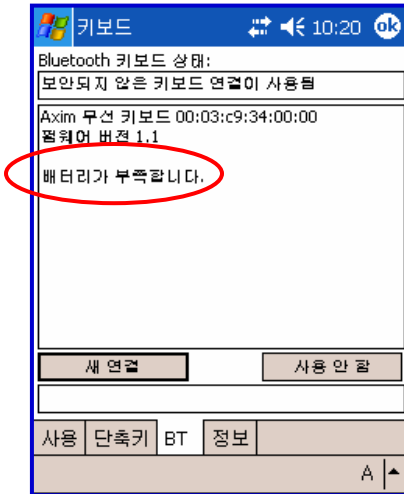 키보드 10:20 ok
Bluetooth 키보드 상태:
보안되지 않은 키보드 연결이 사용됨
Axim 무선 키보드 00:03:c9:34:00:00
펌웨어 버전 1.1
배터리가 부족합니다.
새 연결 사용 안 함
사용 단축키 BT 정보
A